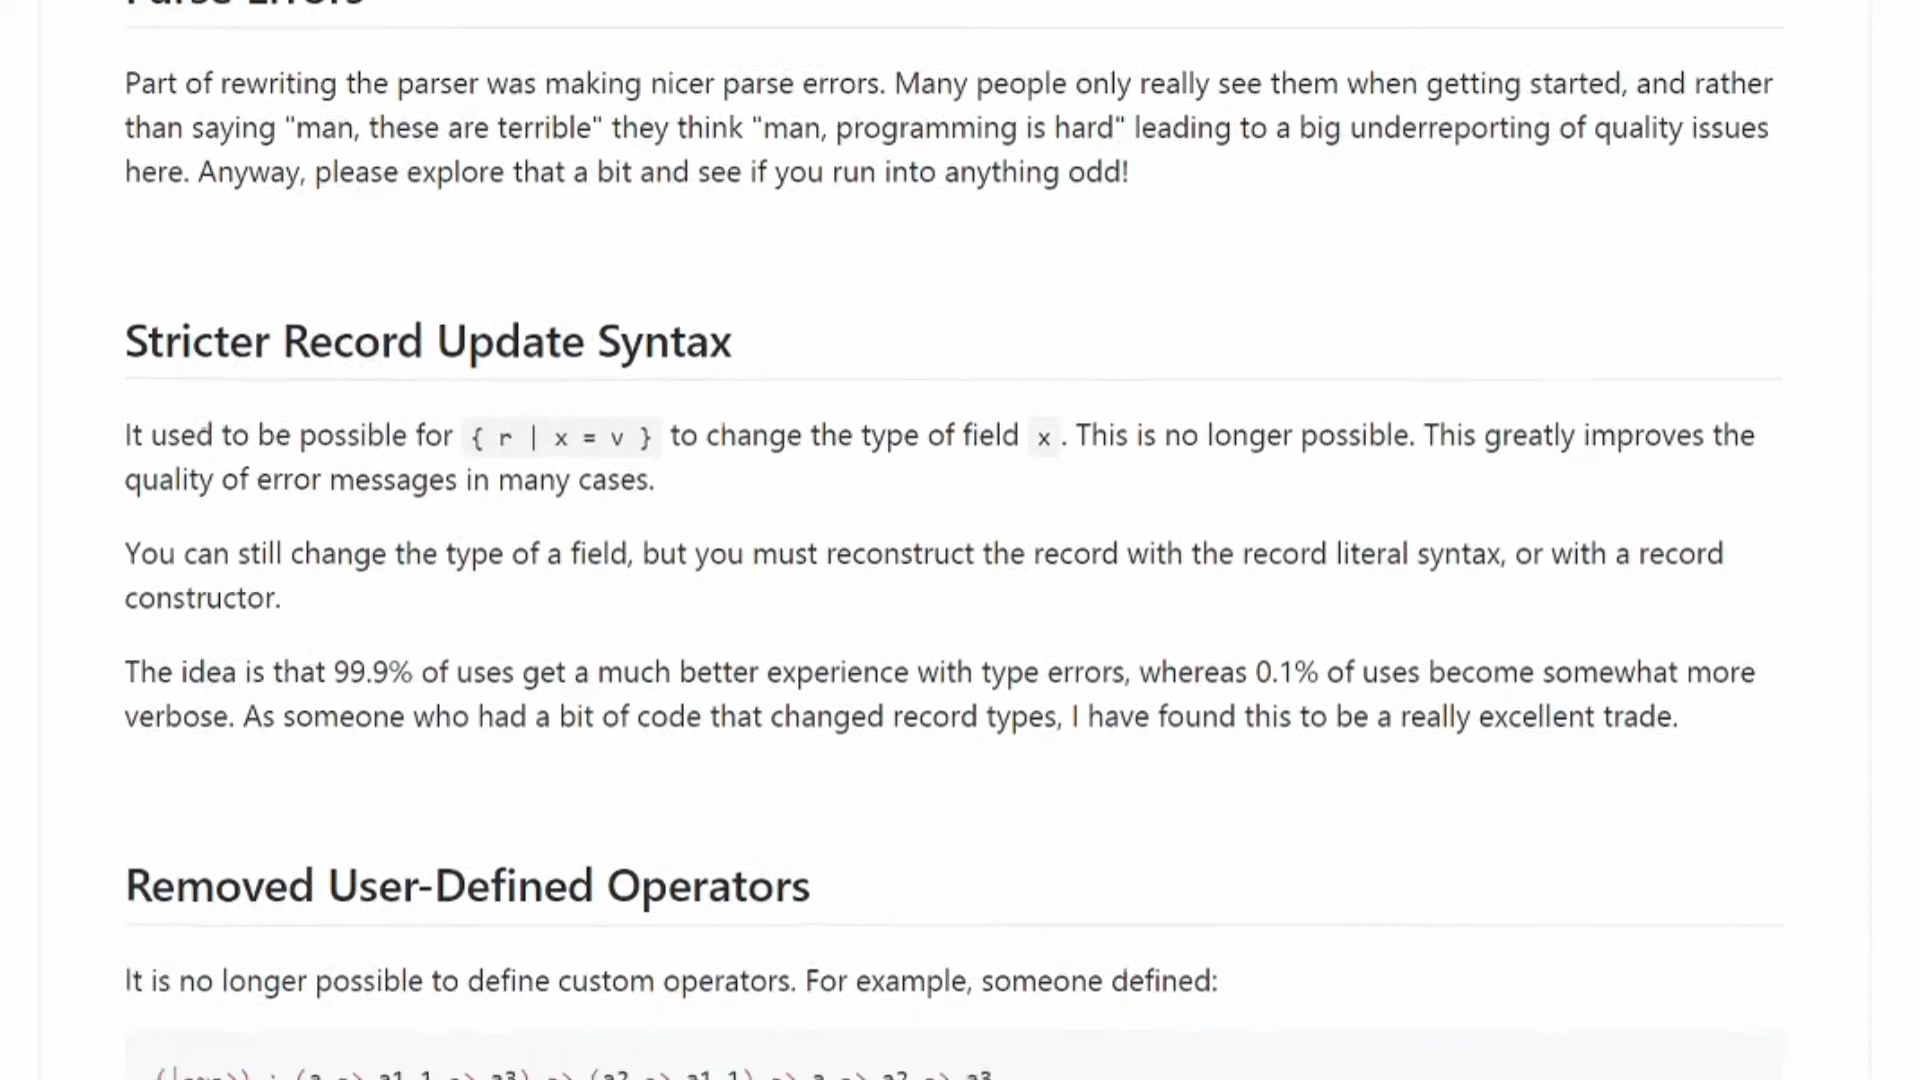 Parse Errors
Part of rewriting the parser was making nicer parse errors. Many people only really see them when getting started, and rather
than saying "man, these are terrible" they think "man, programming is hard" leading to a big underreporting of quality issues
here. Anyway, please explore that a bit and see if you run into anything odd!
Stricter Record Update Syntax
It used to be possible for { r | x = v } to change the type of field x. This is no longer possible. This greatly improves the
quality of error messages in many cases.
You can still change the type of a field, but you must reconstruct the record with the record literal syntax, or with a record
constructor.
The idea is that 99.9% of uses get a much better experience with type errors, whereas 0.1% of uses become somewhat more
verbose. As someone who had a bit of code that changed record types, I have found this to be a really excellent trade.
Removed User-Defined Operators
It is no longer possible to define custom operators. For example, someone defined: